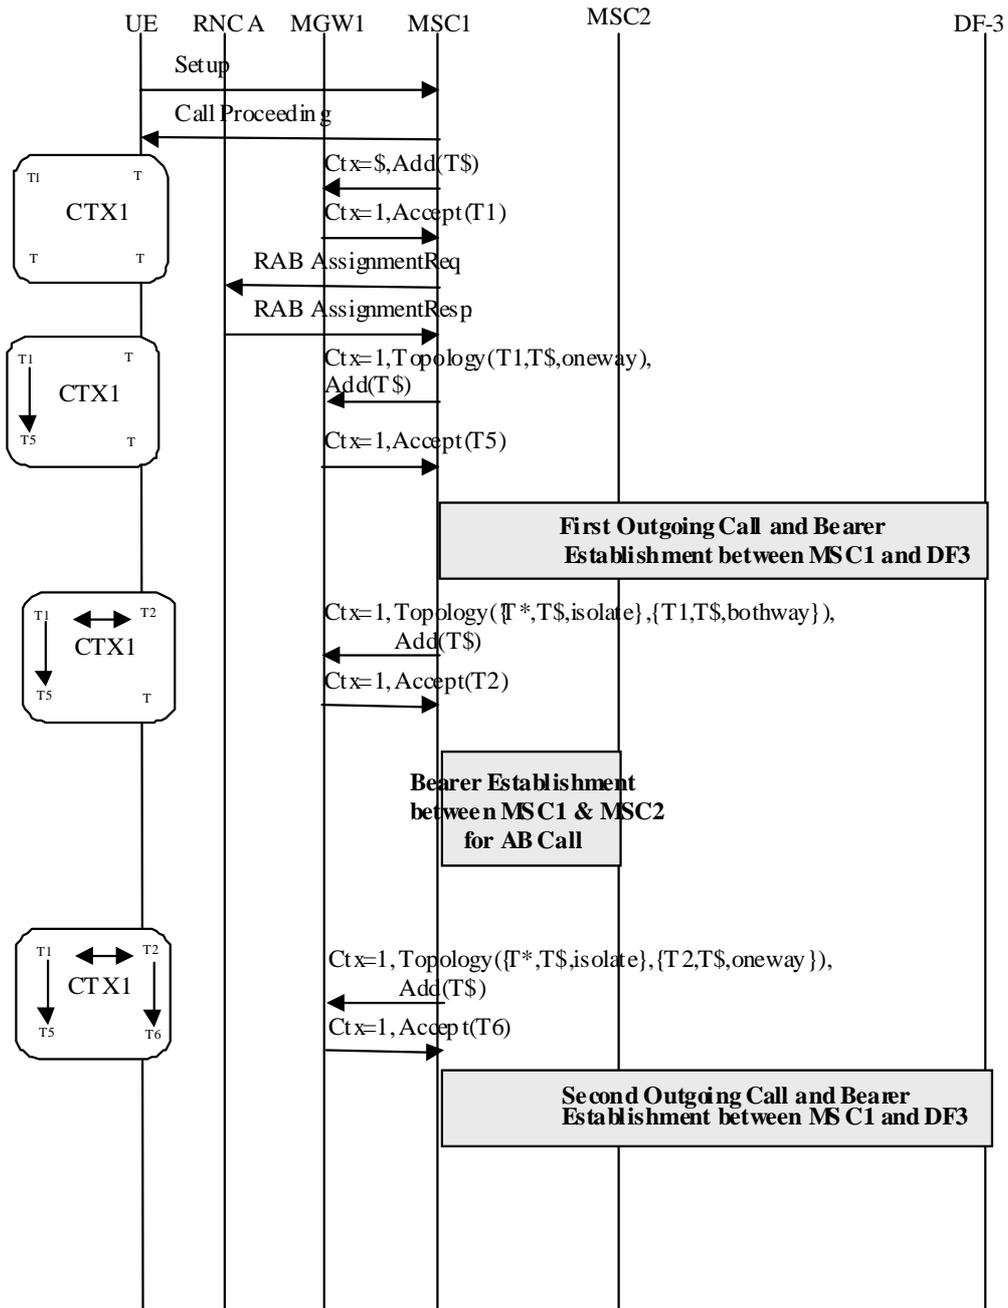 UE RNC A MGW1 MSC1 MSC2 DF-3
Setup
Call Proceeding
Ctx=$,Add(T$)
T1 T
CTX1
T T
Ctx=1,Accept(T1)
RAB AssignmentReq
RAB AssignmentResp
Ctx=1,Topology(T1,T$,oneway),
Add(T$)
T1 T
CTX1
T5 T
Ctx=1,Accept(T5)
First Outgoing Call and Bearer
Establishment between MSC1 and DF3
Ctx=1,Topology({T*,T$,isolate},{T1,T$,bothway}),
Add(T$)
T1 T2
CTX1
T5 T
Ctx=1,Accept(T2)
Bearer Establishment
between MSC1 & MSC2
for AB Call
Ctx=1,Topology({T*,T$,isolate},{T2,T$,oneway}),
Add(T$)
T1 T2
CTX1
T5 T6
Ctx=1,Accept(T6)
Second Outgoing Call and Bearer
Establishment between MSC1 and DF3